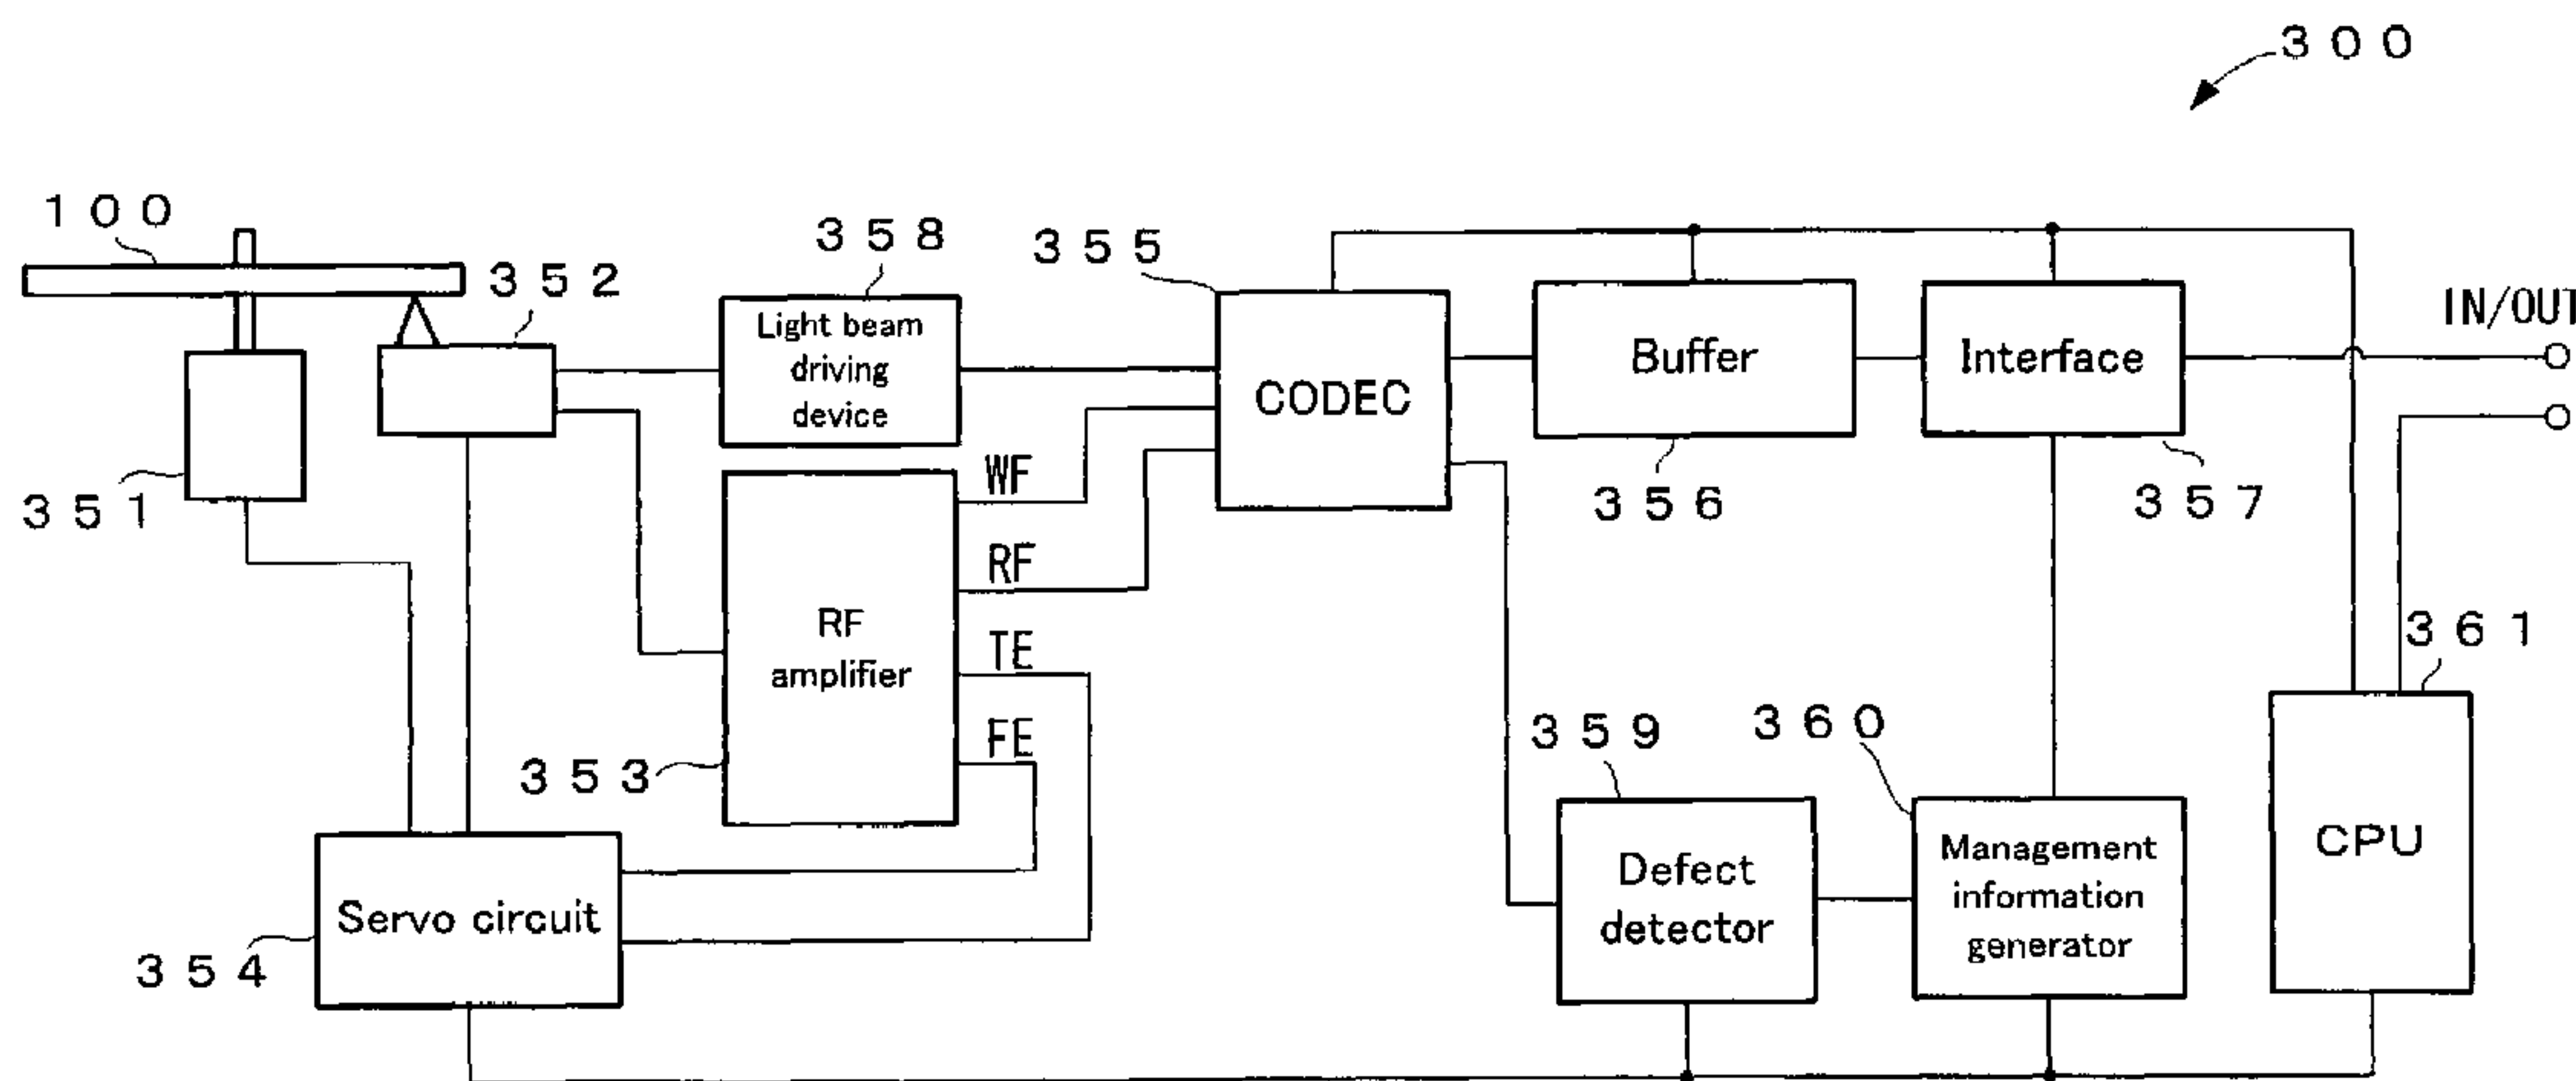 300
100
358
355
352
IN/OUT
Light beam
driving
device
CODEC
Buffer
Interface
351
WF
356
357
RF
RF
amplifier
TE
361
359
360
FE
353
Servo circuit
354
Defect
detector
Management
information
generator
CPU